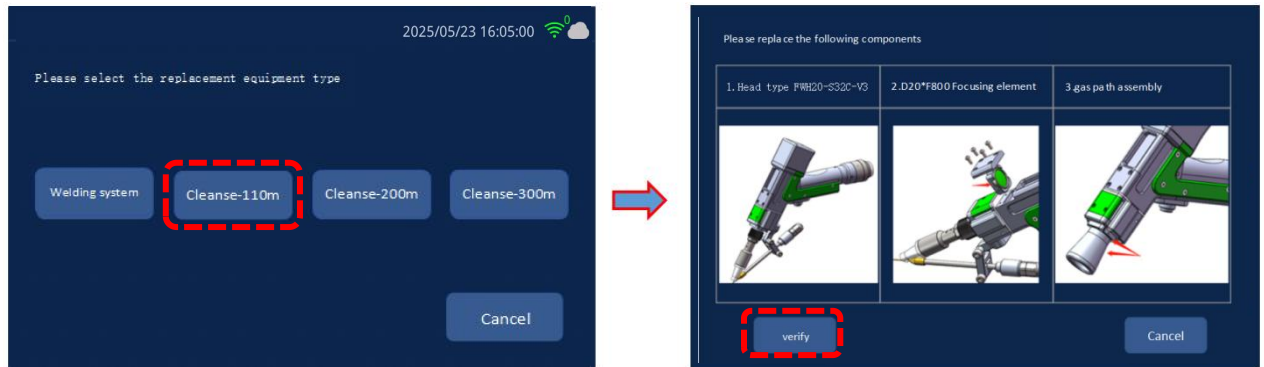 2025/05/23 16:05:00
0
Please select the replacement equipment type
Welding system
Cleanse-110m
Cleanse-200m
Cleanse-300m
Cancel
Please replace the following components
1.Head type FWH20-S32C-V3
2.D20*F800 Focusing element
3.gas path assembly
verify
Cancel